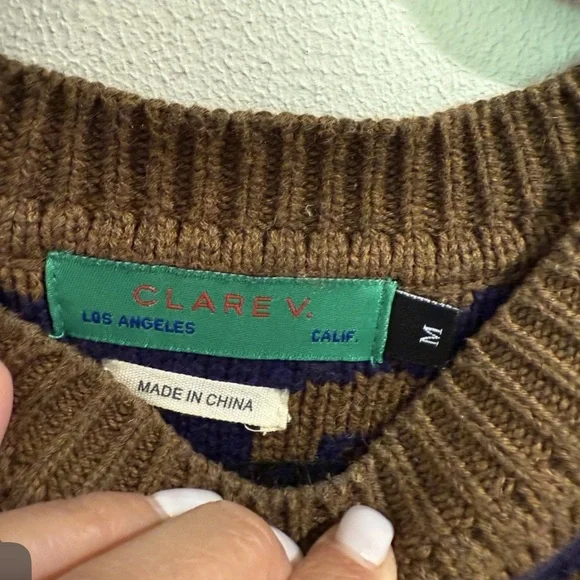 CLARE V.
LOS ANGELES CALIF.
M
MADE IN CHINA